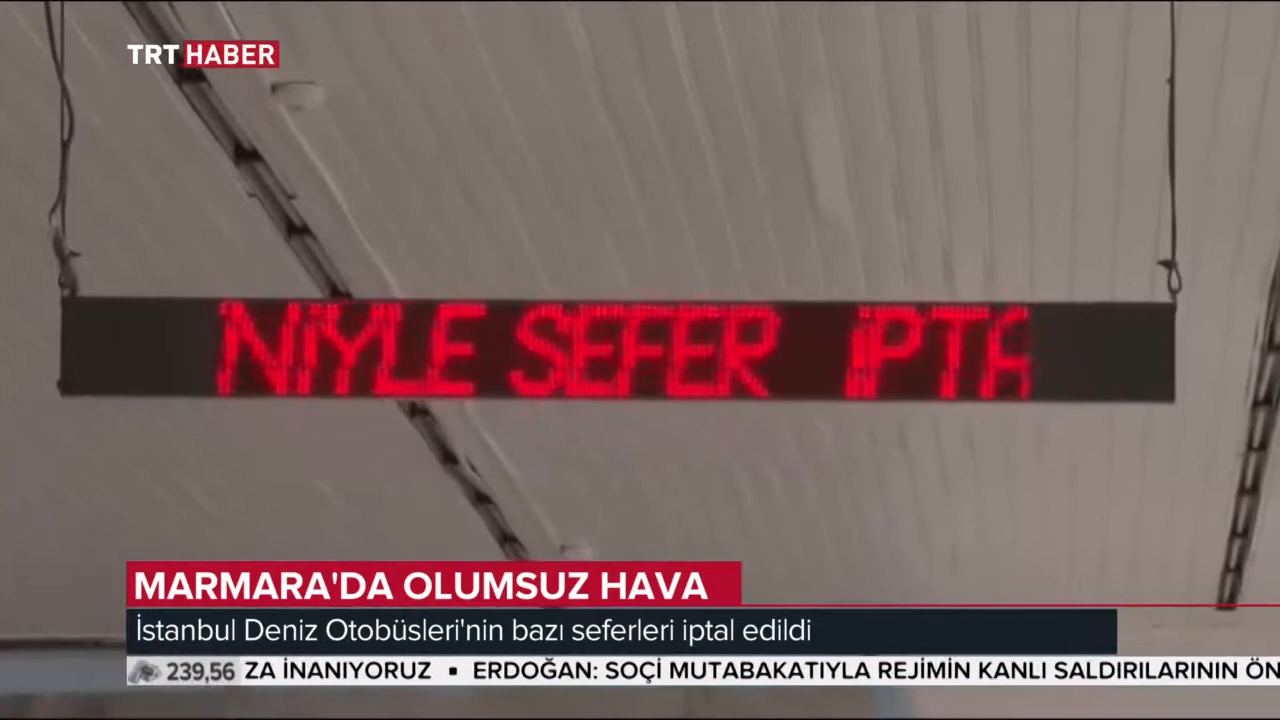 TRT HABER
NİYLE SEFER İPTA
MARMARA'DA OLUMSUZ HAVA
İstanbul Deniz Otobüsleri'nin bazı seferleri iptal edildi
239,56 ZA İNANIYORUZ ▪ ERDOĞAN: SOÇİ MUTABAKATIYLA REJİMİN KANLI SALDIRILARININ ÖN